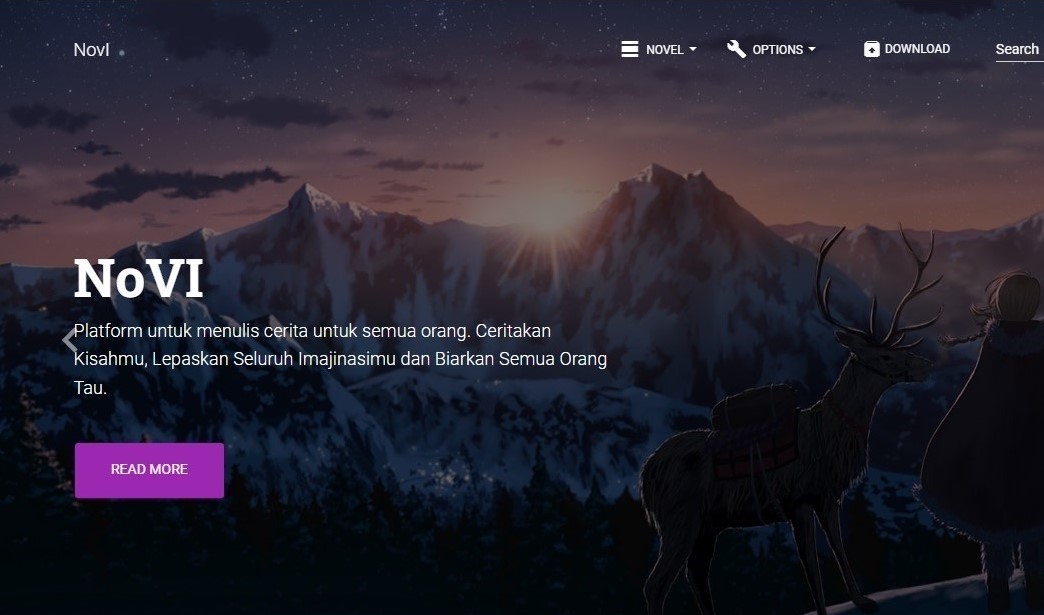 NovI
NOVEL
OPTIONS
DOWNLOAD
Search
NoVI
Platform untuk menulis cerita untuk semua orang. Ceritakan
Kisahmu, Lepaskan Seluruh Imajinasimu dan Biarkan Semua Orang
Tau.
READ MORE